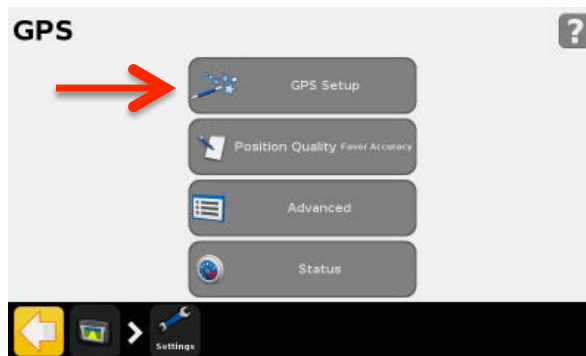 GPS
?
GPS Setup
Position Quality Favor Accuracy
Advanced
Status
Settings